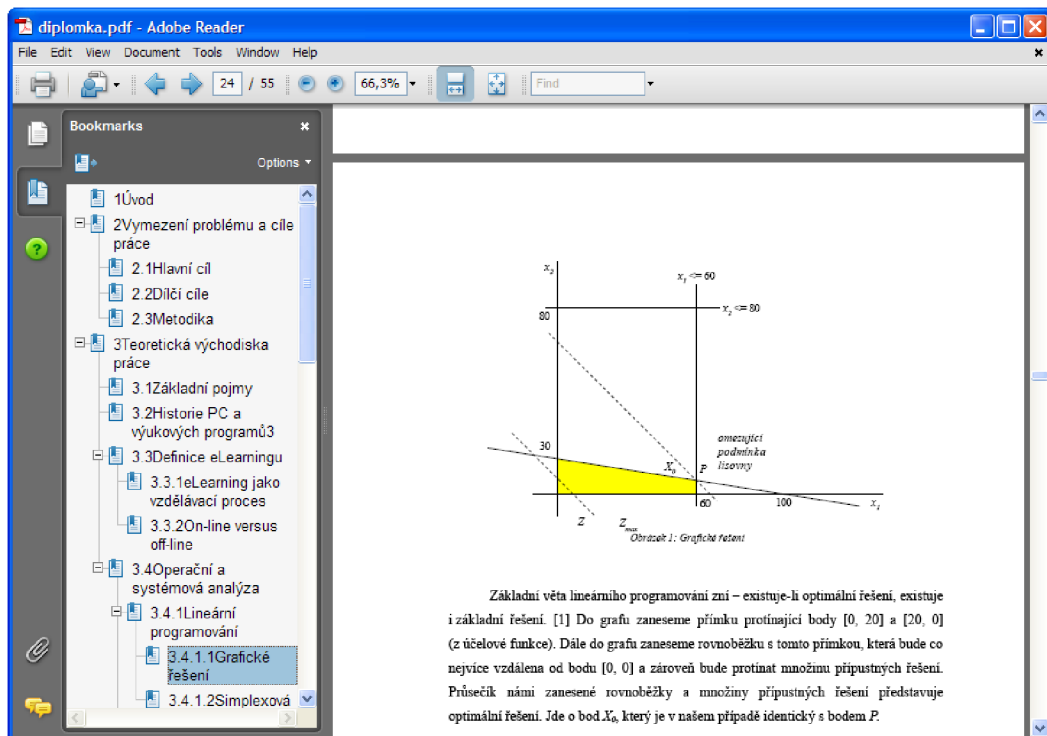 diplomka.pdf - Adobe Reader
File Edit View Document Tools Window Help
24 / 55 66,3% Find
Bookmarks
Options
1Úvod
2Vymezení problému a cíle
práce
2.1Hlavní cíl
2.2Dílčí cíle
2.3Metodika
3Teoretická východiska
práce
3.1Základní pojmy
3.2Historie PC a
výukových programů3
3.3Definice eLearningu
3.3.1eLearning jako
vzdělávací proces
3.3.2On-line versus
off-line
3.4Operační a
systémová analýza
3.4.1Lineární
programování
3.4.1.1Grafické
řešení
3.4.1.2Simplexová
x₂
x₁ <= 60
80
x₂ <= 80
30
omezující
podmínka
lisovny
X₀ P
60 100 x₁
Z Zmax
Obrázek 1: Grafické řešení
Základní věta lineárního programování zní – existuje-li optimální řešení, existuje
i základní řešení. [1] Do grafu zaneseme přímku protínající body [0, 20] a [20, 0]
(z účelové funkce). Dále do grafu zaneseme rovnoběžku s tomto přímkou, která bude co
nejvíce vzdálena od bodu [0, 0] a zároveň bude protínat množinu přípustných řešení.
Průsečík námi zanesené rovnoběžky a množiny přípustných řešení představuje
optimální řešení. Jde o bod X₀, který je v našem případě identický s bodem P.